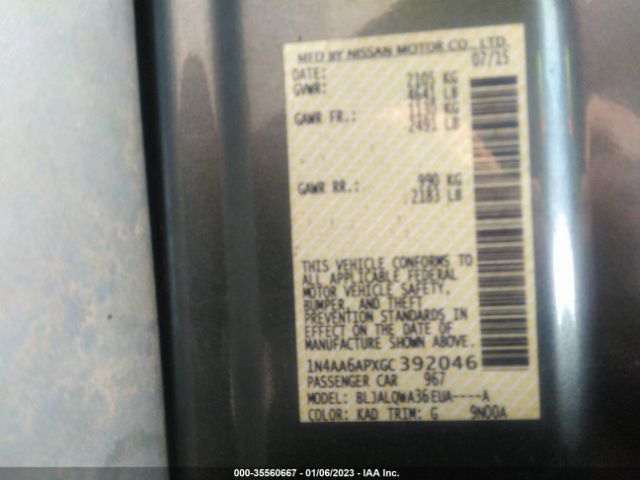 MFD BY NISSAN MOTOR CO., LTD.
DATE: 07/15
GVWR: 2105 KG
4641 LB
GAWR FR.: 1130 KG
2491 LB
GAWR RR.: 990 KG
2183 LB
THIS VEHICLE CONFORMS TO
ALL APPLICABLE FEDERAL
MOTOR VEHICLE SAFETY,
BUMPER, AND THEFT
PREVENTION STANDARDS IN
EFFECT ON THE DATE OF
MANUFACTURE SHOWN ABOVE.
1N4AA6APXGC392046
PASSENGER CAR 967
MODEL: BLJALQWA36EUA----A
COLOR: KAD TRIM: G 9N00A
000-35560667 - 01/06/2023 - IAA Inc.